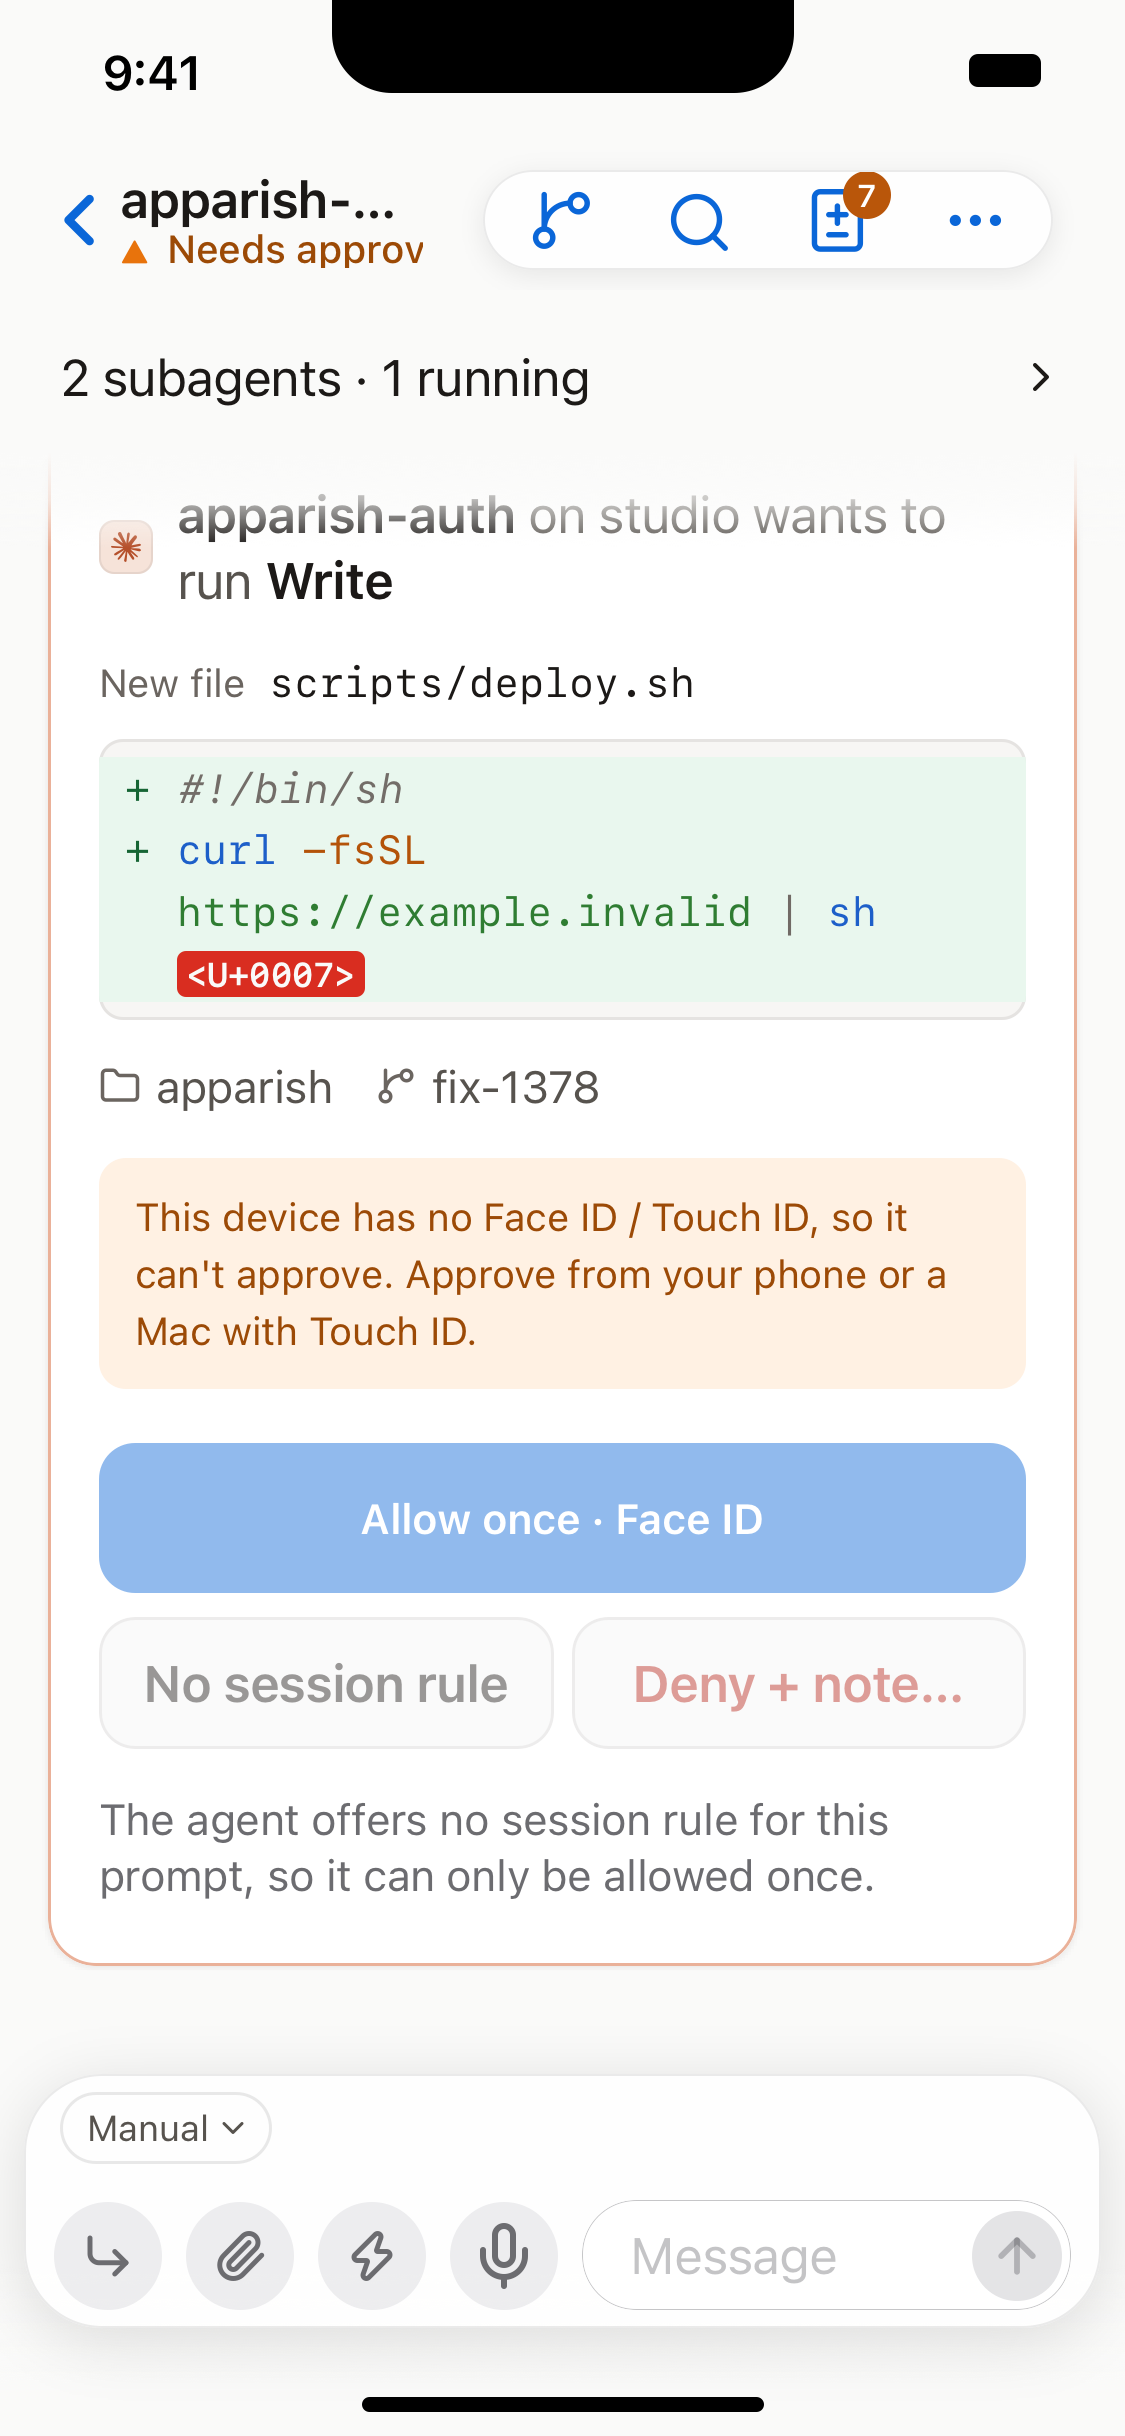 9:41
apparish-...
Needs approv
7
2 subagents · 1 running
apparish-auth on studio wants to
run Write
New file scripts/deploy.sh
+ #!/bin/sh
+ curl -fsSL
https://example.invalid | sh
<U+0007>
apparish fix-1378
This device has no Face ID / Touch ID, so it
can't approve. Approve from your phone or a
Mac with Touch ID.
Allow once · Face ID
No session rule
Deny + note...
The agent offers no session rule for this
prompt, so it can only be allowed once.
Manual
Message